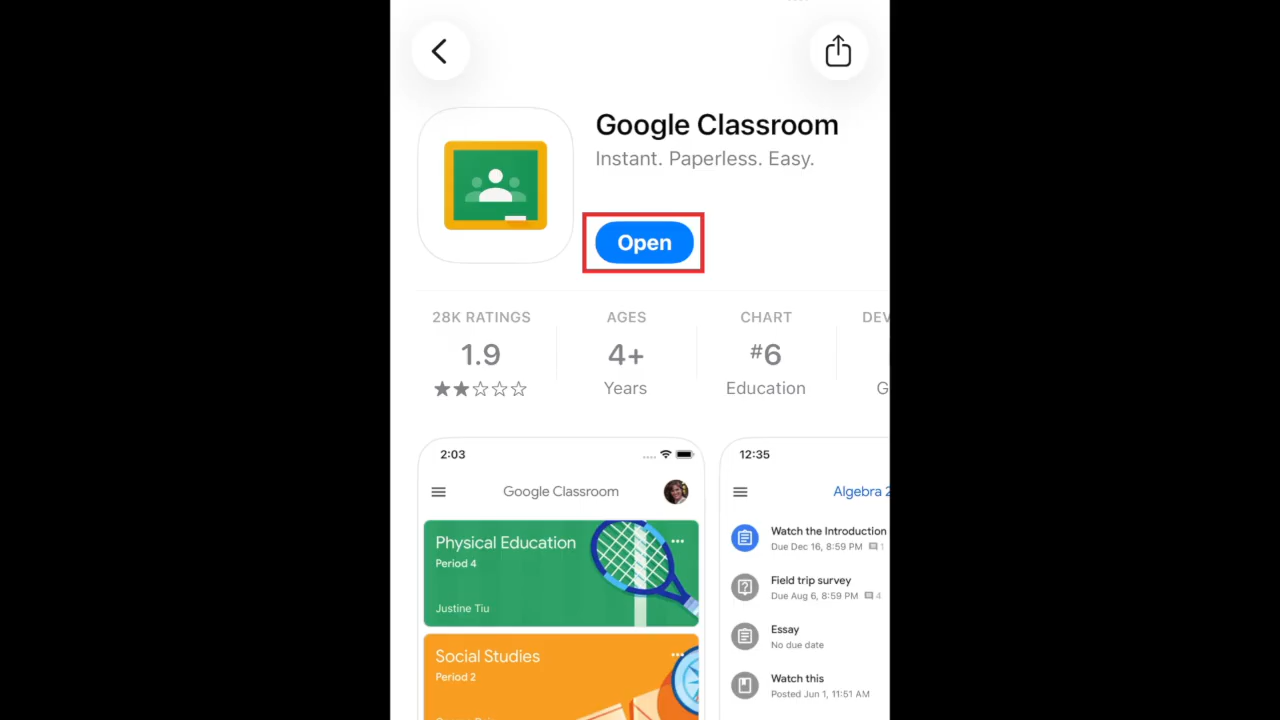 Google Classroom
Instant. Paperless. Easy.
Open
28K RATINGS
1.9
AGES
4+
Years
CHART
#6
Education
DEV
G
2:03
Google Classroom
Physical Education
Period 4
Justine Tiu
Social Studies
Period 2
12:35
Algebra 2
Watch the Introduction
Due Dec 16, 8:59 PM 1
Field trip survey
Due Aug 6, 8:59 PM 4
Essay
No due date
Watch this
Posted Jun 1, 11:51 AM